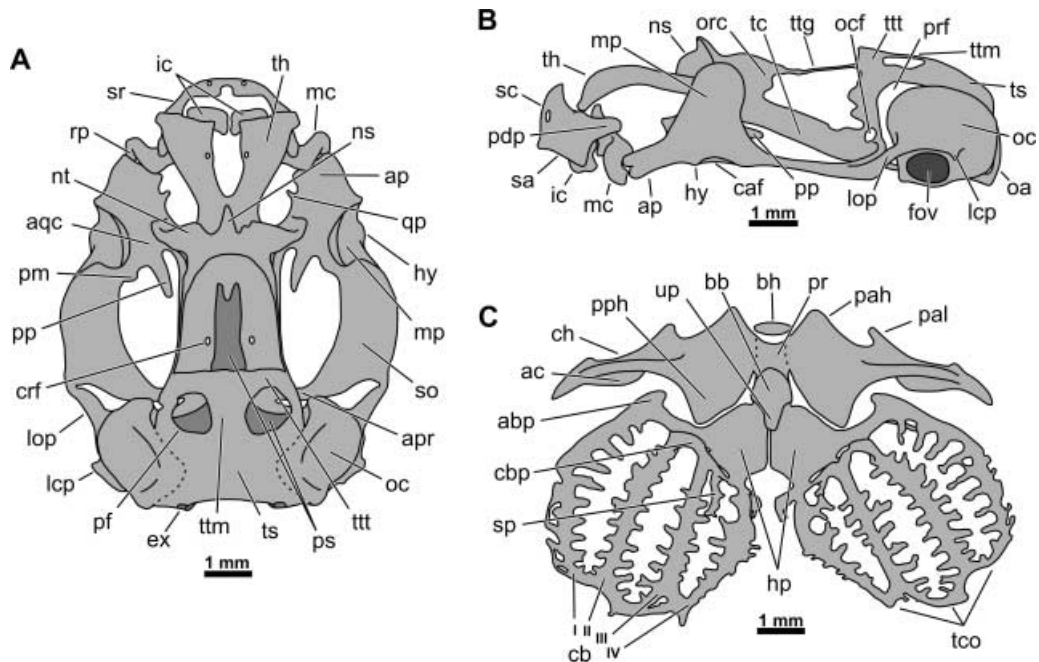 A
ic
th
sr
mc
rp
ns
nt
ap
aqc
qp
pm
hy
pp
mp
crf
so
lop
apr
lcp
oc
pf
ttt
ex
ttm
ts
ps
1 mm
B
ns
orc
tc
ttg
ocf
ttt
prf
ttm
mp
th
ts
sc
oc
pdp
sa
ic
mc
ap
hy
caf
pp
lop
fov
lcp
oa
1 mm
C
up
bb
bh
pr
pah
pph
pal
ch
ac
abp
cbp
sp
hp
I II III IV
cb
tco
1 mm